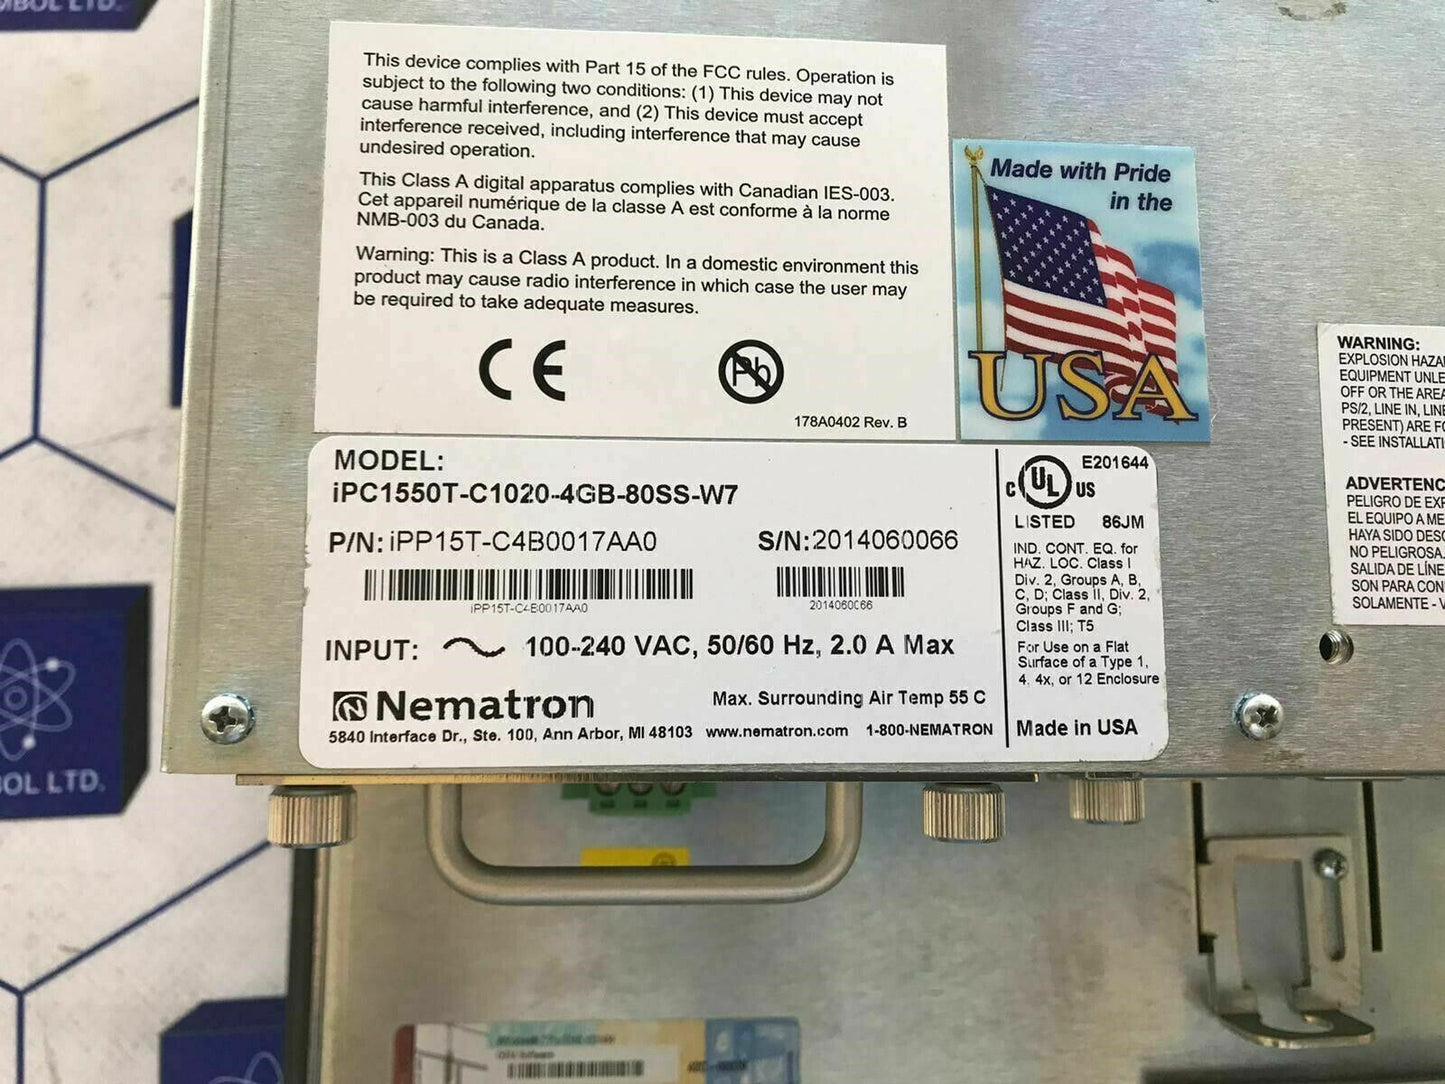 MBOL LTD.
This device complies with Part 15 of the FCC rules. Operation is
subject to the following two conditions: (1) This device may not
cause harmful interference, and (2) This device must accept
interference received, including interference that may cause
undesired operation.
This Class A digital apparatus complies with Canadian IES-003.
Cet appareil numérique de la classe A est conforme à la norme
NMB-003 du Canada.
Warning: This is a Class A product. In a domestic environment this
product may cause radio interference in which case the user may
be required to take adequate measures.
CE
Pb
178A0402 Rev. B
Made with Pride
in the
USA
MODEL:
iPC1550T-C1020-4GB-80SS-W7
P/N: iPP15T-C4B0017AA0
S/N: 2014060066
iPP15T-C4B0017AA0
2014060066
INPUT: 100-240 VAC, 50/60 Hz, 2.0 A Max
Nematron
Max. Surrounding Air Temp 55 C
5840 Interface Dr., Ste. 100, Ann Arbor, MI 48103 www.nematron.com 1-800-NEMATRON
E201644
C UL US
LISTED 86JM
IND. CONT. EQ. for
HAZ. LOC. Class I
Div. 2, Groups A, B,
C, D; Class II, Div. 2,
Groups F and G;
Class III; T5
For Use on a Flat
Surface of a Type 1,
4, 4x, or 12 Enclosure
Made in USA
WARNING:
EXPLOSION HAZA
EQUIPMENT UNLE
OFF OR THE AREA
PS/2, LINE IN, LINE
PRESENT) ARE FO
- SEE INSTALLATI
ADVERTENC
PELIGRO DE EXP
EL EQUIPO A ME
HAYA SIDO DESC
NO PELIGROSA.
SALIDA DE LÍNE
SON PARA CON
SOLAMENTE - V
BOL LTD.